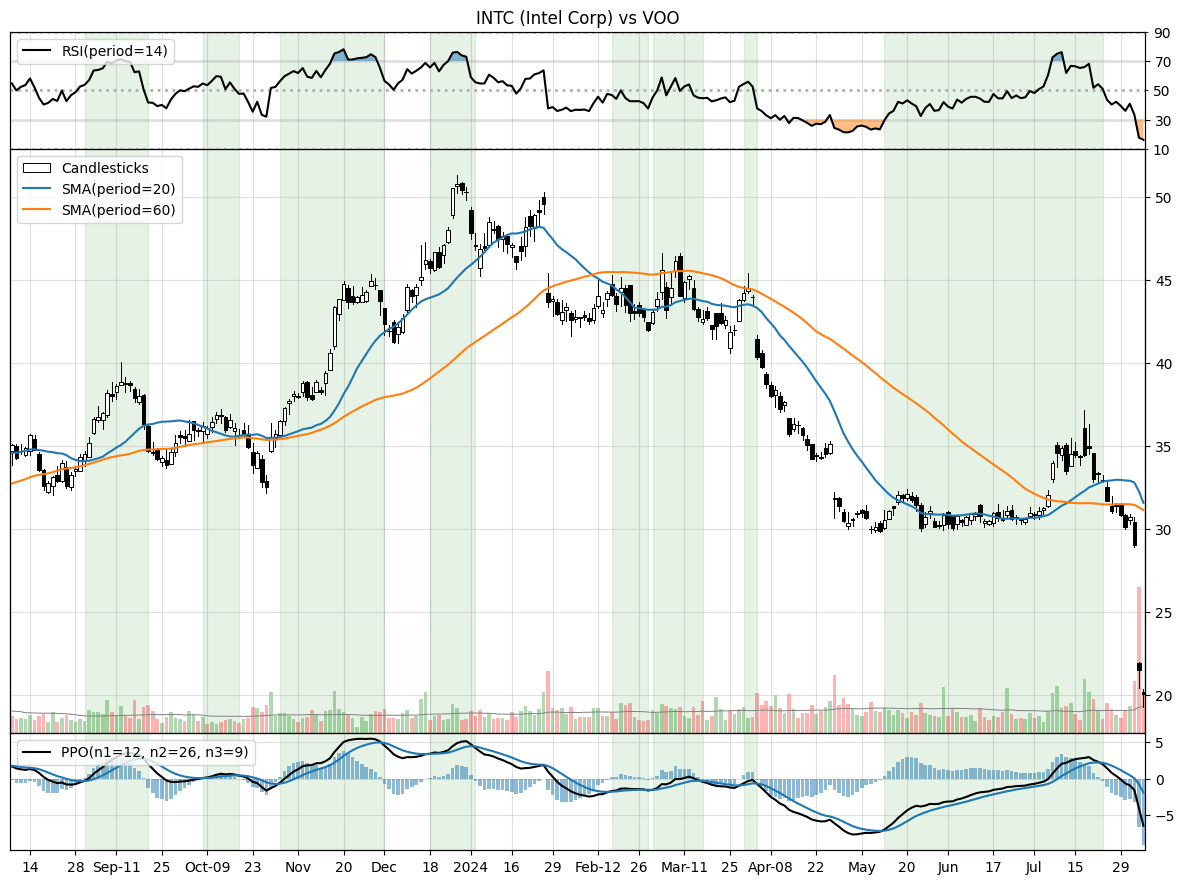 INTC (Intel Corp) vs VOO
RSI(period=14)
90
70
50
30
10
Candlesticks
SMA(period=20)
SMA(period=60)
50
45
40
35
30
25
20
PPO(n1=12, n2=26, n3=9)
5
0
−5
14 28 Sep-11 25 Oct-09 23 Nov 20 Dec 18 2024 16 29 Feb-12 26 Mar-11 25 Apr-08 22 May 20 Jun 17 Jul 15 29